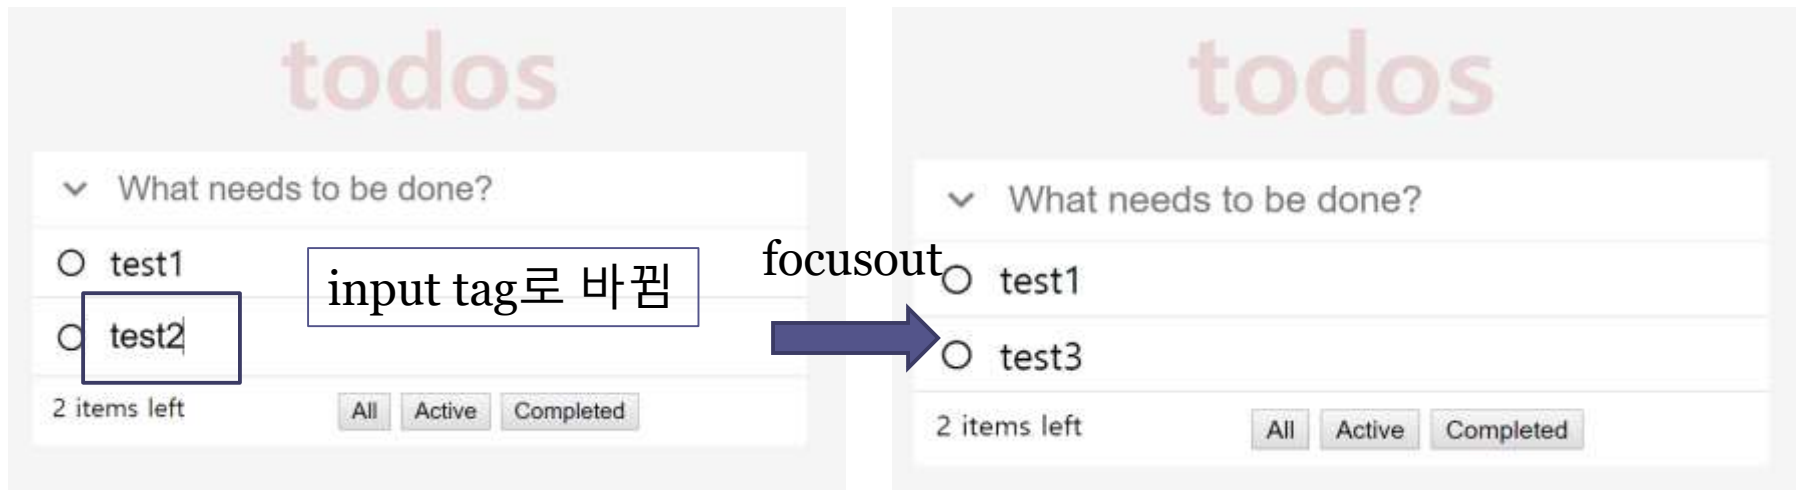 todos
What needs to be done?
test1
input tag로 바뀜
test2
2 items left
All
Active
Completed
focusout
todos
What needs to be done?
test1
test3
2 items left
All
Active
Completed